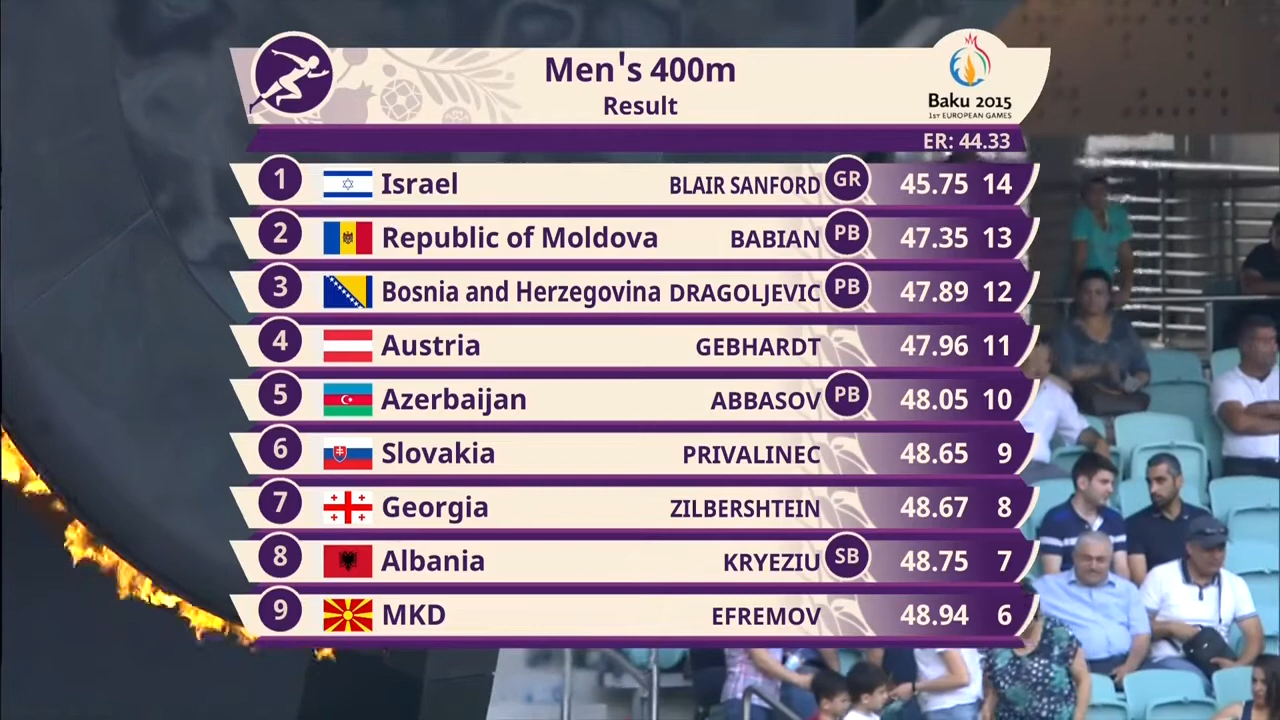 Men's 400m
Result
Baku 2015
1ST EUROPEAN GAMES
ER: 44.33
1 Israel BLAIR SANFORD GR 45.75 14
2 Republic of Moldova BABIAN PB 47.35 13
3 Bosnia and Herzegovina DRAGOLJEVIC PB 47.89 12
4 Austria GEBHARDT 47.96 11
5 Azerbaijan ABBASOV PB 48.05 10
6 Slovakia PRIVALINEC 48.65 9
7 Georgia ZILBERSHTEIN 48.67 8
8 Albania KRYEZIU SB 48.75 7
9 MKD EFREMOV 48.94 6